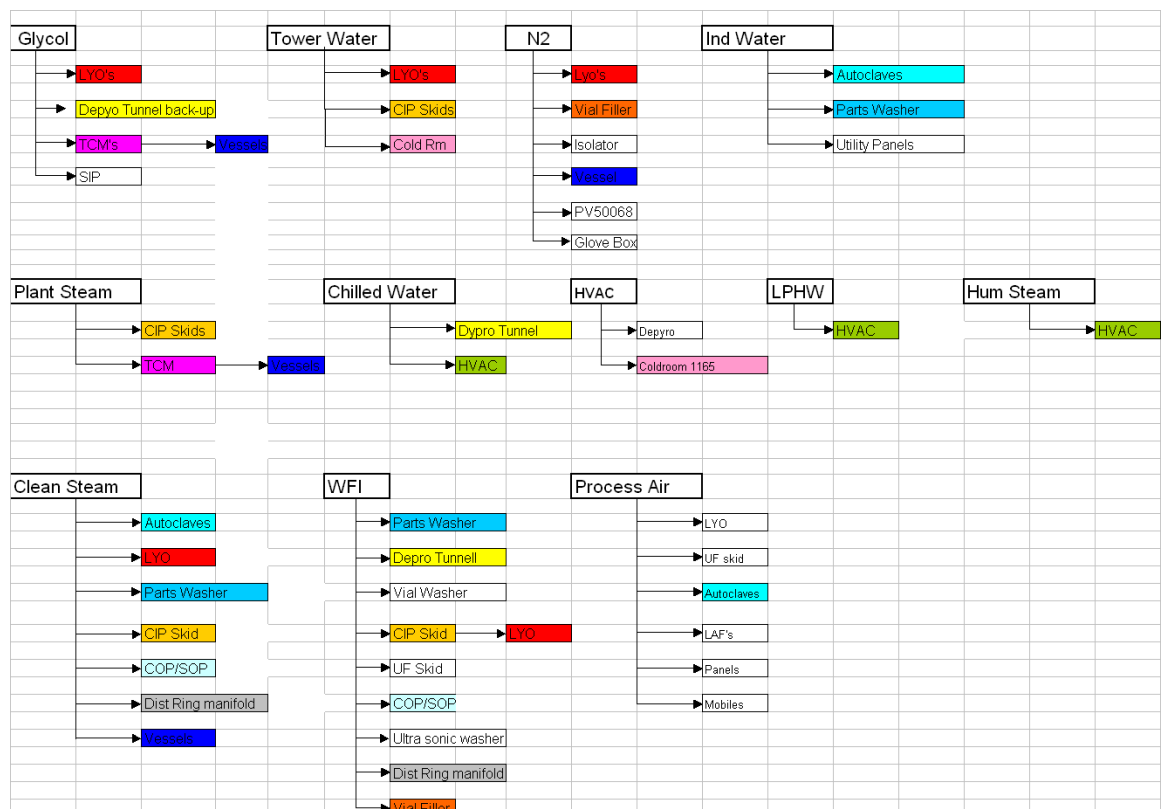 Glycol Tower Water N2 Ind Water
LYO's LYO's Lyo's Autoclaves
Depyo Tunnel back-up CIP Skids Vial Filler Parts Washer
TCM's Vessels Cold Rm Isolator Utility Panels
SIP Vessel
PV50068
Glove Box
Plant Steam Chilled Water HVAC LPHW Hum Steam
CIP Skids Dypro Tunnel Depyro HVAC HVAC
TCM Vessels HVAC Coldroom 1165
Clean Steam WFI Process Air
Autoclaves Parts Washer LYO
LYO Depro Tunnell UF skid
Parts Washer Vial Washer Autoclaves
CIP Skid CIP Skid LYO LAF's
COP/SOP UF Skid Panels
Dist Ring manifold COP/SOP Mobiles
Vessels Ultra sonic washer
Dist Ring manifold
Vial Filler